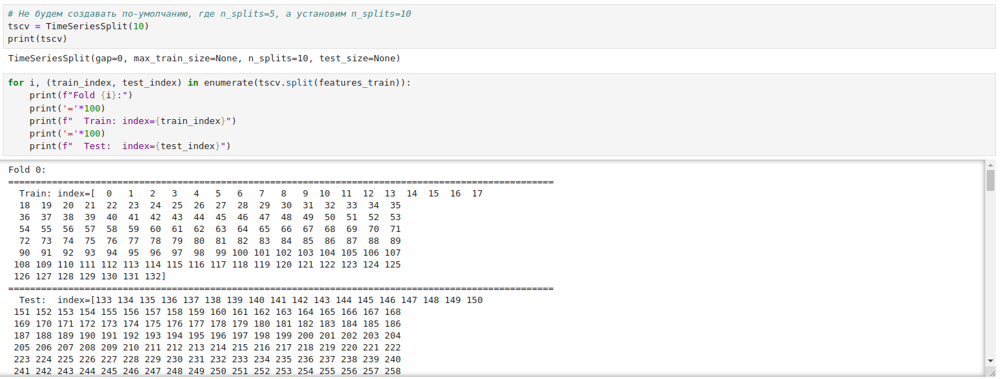 # Не будем создавать по-умолчанию, где n_splits=5, а установим n_splits=10
tscv = TimeSeriesSplit(10)
print(tscv)
TimeSeriesSplit(gap=0, max_train_size=None, n_splits=10, test_size=None)
for i, (train_index, test_index) in enumerate(tscv.split(features_train)):
    print(f"Fold {i}:")
    print('='*100)
    print(f"  Train: index={train_index}")
    print('='*100)
    print(f"  Test:  index={test_index}")
Fold 0:
====================================================================================================
  Train: index=[  0   1   2   3   4   5   6   7   8   9  10  11  12  13  14  15  16  17
  18  19  20  21  22  23  24  25  26  27  28  29  30  31  32  33  34  35
  36  37  38  39  40  41  42  43  44  45  46  47  48  49  50  51  52  53
  54  55  56  57  58  59  60  61  62  63  64  65  66  67  68  69  70  71
  72  73  74  75  76  77  78  79  80  81  82  83  84  85  86  87  88  89
  90  91  92  93  94  95  96  97  98  99 100 101 102 103 104 105 106 107
 108 109 110 111 112 113 114 115 116 117 118 119 120 121 122 123 124 125
 126 127 128 129 130 131 132]
====================================================================================================
  Test:  index=[133 134 135 136 137 138 139 140 141 142 143 144 145 146 147 148 149 150
 151 152 153 154 155 156 157 158 159 160 161 162 163 164 165 166 167 168
 169 170 171 172 173 174 175 176 177 178 179 180 181 182 183 184 185 186
 187 188 189 190 191 192 193 194 195 196 197 198 199 200 201 202 203 204
 205 206 207 208 209 210 211 212 213 214 215 216 217 218 219 220 221 222
 223 224 225 226 227 228 229 230 231 232 233 234 235 236 237 238 239 240
 241 242 243 244 245 246 247 248 249 250 251 252 253 254 255 256 257 258